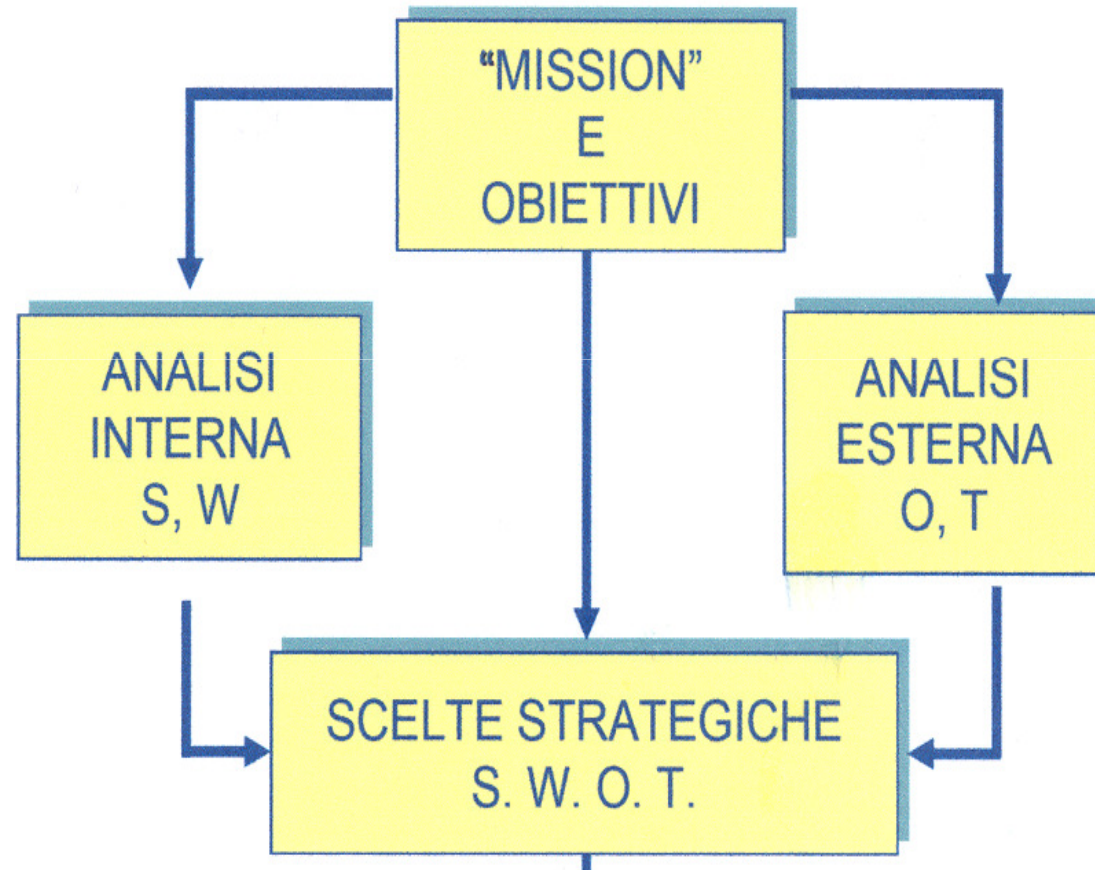 “MISSION”
E
OBIETTIVI
ANALISI
INTERNA
S, W
ANALISI
ESTERNA
O, T
SCELTE STRATEGICHE
S. W. O. T.